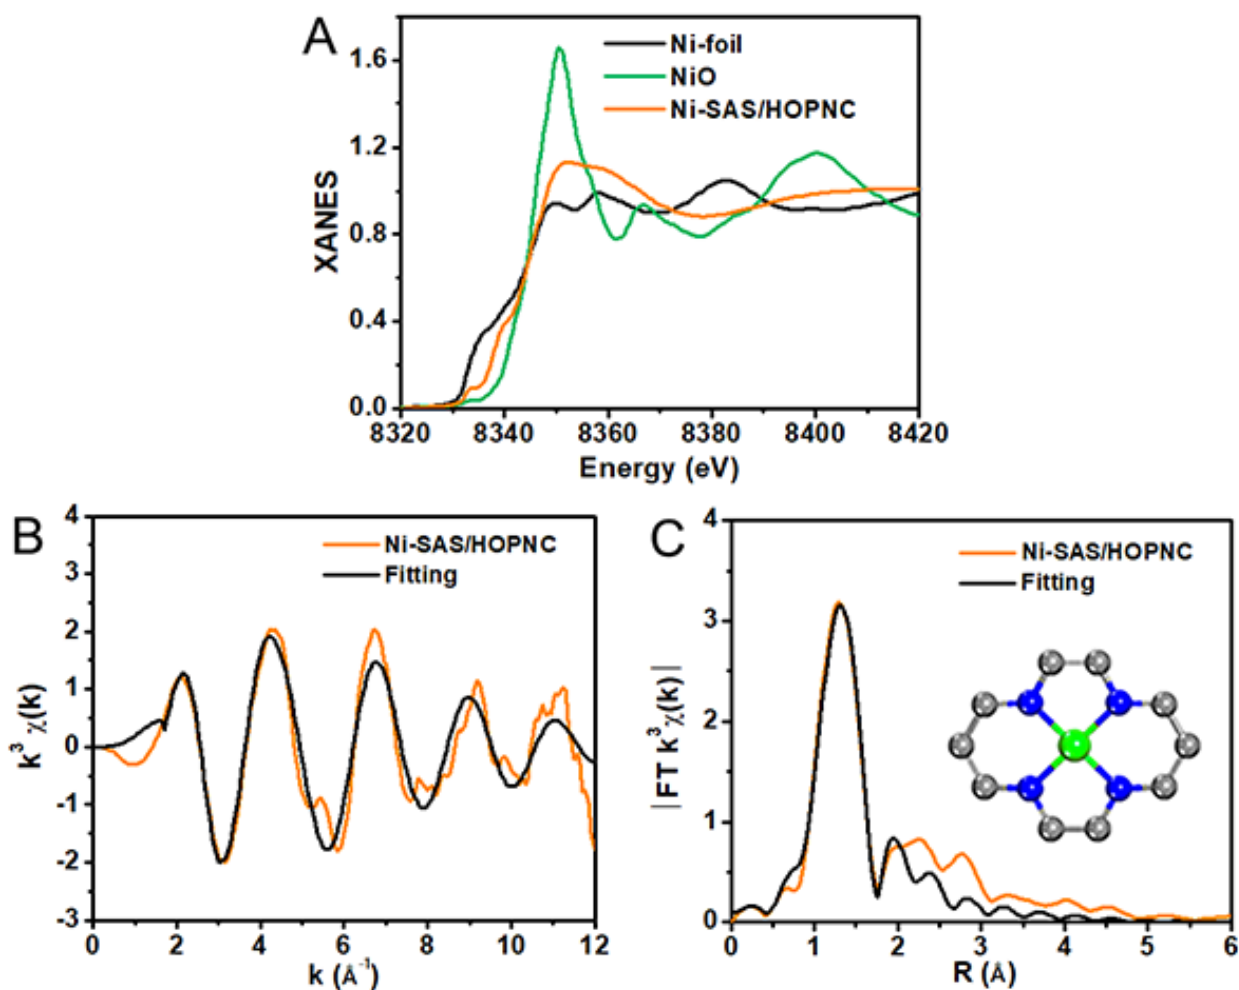 A
Ni-foil
NiO
Ni-SAS/HOPNC
XANES
1.6
1.2
0.8
0.4
0.0
8320 8340 8360 8380 8400 8420
Energy (eV)
B
Ni-SAS/HOPNC
Fitting
k³ χ(k)
4
3
2
1
0
-1
-2
-3
0 2 4 6 8 10 12
k (Å⁻¹)
C
Ni-SAS/HOPNC
Fitting
|FT k³ χ(k)|
4
3
2
1
0
0 1 2 3 4 5 6
R (Å)